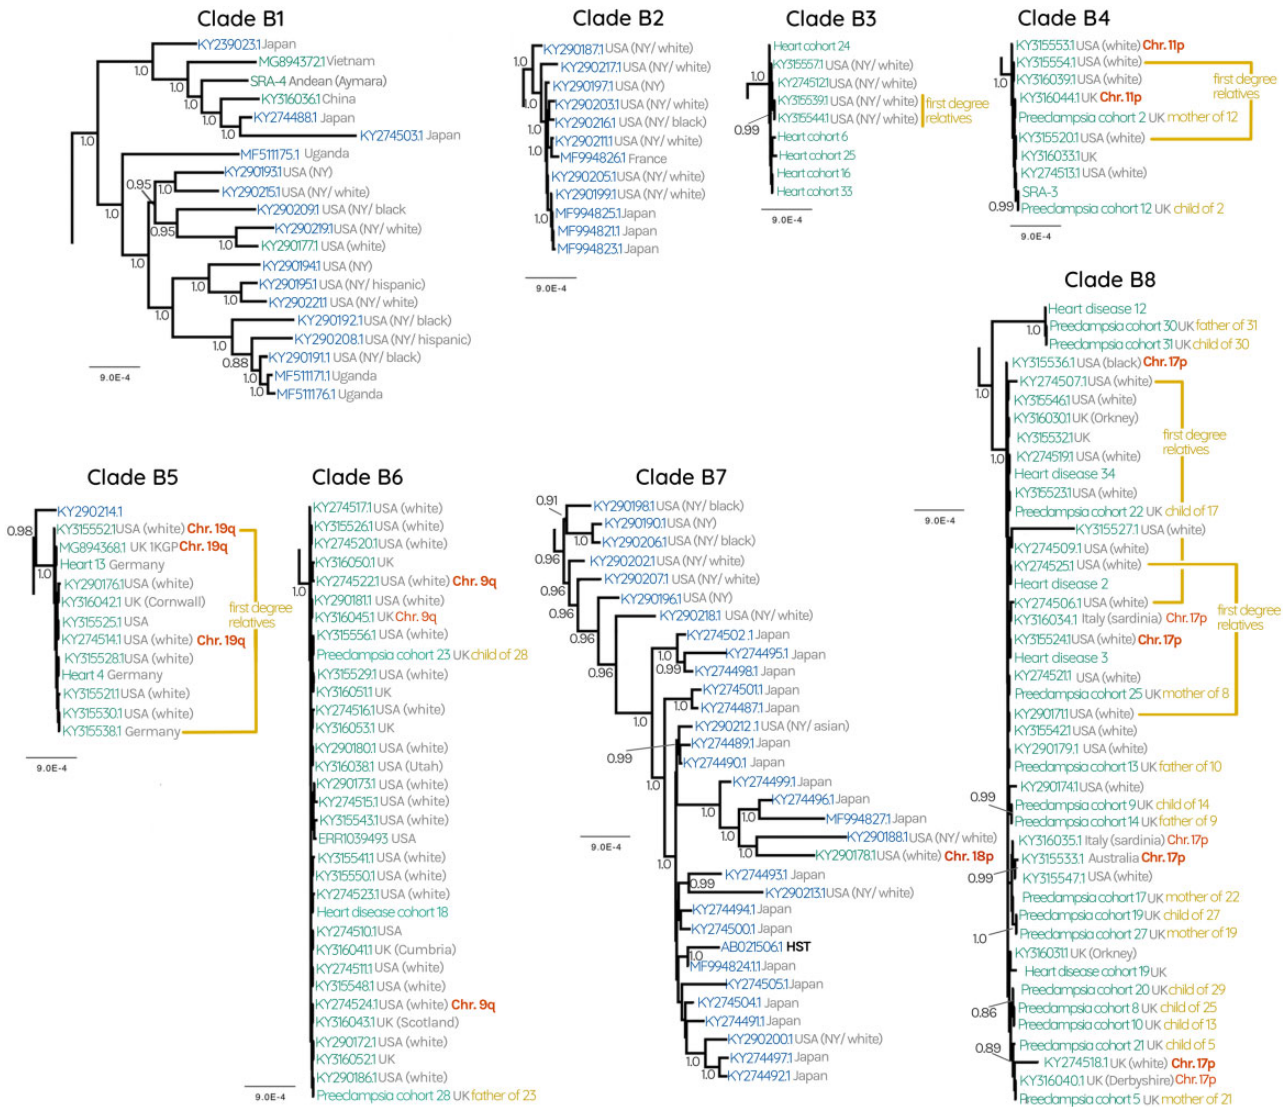 Clade B1
KY239023.1 Japan
MG894372.1 Vietnam
SRA-4 Andean (Aymara)
KY316036.1 China
KY274488.1 Japan
KY274503.1 Japan
1.0
1.0
1.0
1.0
1.0
MF511175.1 Uganda
KY290193.1 USA (NY)
0.95
1.0
KY290215.1 USA (NY/ white)
1.0
KY290209.1 USA (NY/ black
KY290219.1 USA (NY/ white)
0.95
1.0
KY290177.1 USA (white)
1.0
KY290194.1 USA (NY)
KY290195.1 USA (NY/ hispanic)
1.0
1.0
KY290221.1 USA (NY/ white)
1.0
KY290192.1 USA (NY/ black)
KY290208.1 USA (NY/ hispanic)
1.0
KY290191.1 USA (NY/ black)
0.88
MF511171.1 Uganda
1.0
MF511176.1 Uganda
1.0
9.0E-4
Clade B2
KY290187.1 USA (NY/ white)
KY290217.1 USA (NY/ white)
1.0
KY290197.1 USA (NY)
KY290203.1 USA (NY/ white)
KY290216.1 USA (NY/ black)
1.0
KY290211.1 USA (NY/ white)
MF994826.1 France
KY290205.1 USA (NY/ white)
KY290199.1 USA (NY/ white)
MF994825.1 Japan
1.0
MF994821.1 Japan
MF994823.1 Japan
9.0E-4
Clade B3
Heart cohort 24
KY315557.1 USA (NY/ white)
1.0
KY274512.1 USA (NY/ white)
KY315539.1 USA (NY/ white)
KY315544.1 USA (NY/ white)
first degree
relatives
0.99
Heart cohort 6
Heart cohort 25
Heart cohort 16
Heart cohort 33
9.0E-4
Clade B4
KY315553.1 USA (white) Chr. 11p
KY315554.1 USA (white)
1.0
KY316039.1 USA (white)
KY316044.1 UK Chr. 11p
first degree
relatives
Preeclampsia cohort 2 UK mother of 12
KY315520.1 USA (white)
KY316033.1 UK
KY274513.1 USA (white)
SRA-3
0.99
Preeclampsia cohort 12 UK child of 2
9.0E-4
Clade B5
KY290214.1
0.98
KY315552.1 USA (white) Chr. 19q
MG894368.1 UK 1KGP Chr. 19q
Heart 13 Germany
1.0
KY290176.1 USA (white)
KY316042.1 UK (Cornwall)
first degree
relatives
KY315525.1 USA
KY274514.1 USA (white) Chr. 19q
KY315528.1 USA (white)
Heart 4 Germany
KY315521.1 USA (white)
KY315530.1 USA (white)
KY315538.1 Germany
9.0E-4
Clade B6
KY274517.1 USA (white)
KY315526.1 USA (white)
KY274520.1 USA (white)
KY316050.1 UK
KY274522.1 USA (white) Chr. 9q
1.0
KY290181.1 USA (white)
KY316045.1 UK Chr. 9q
KY315556.1 USA (white)
Preeclampsia cohort 23 UK child of 28
KY315529.1 USA (white)
KY316051.1 UK
KY274516.1 USA (white)
KY316053.1 UK
KY290180.1 USA (white)
KY316038.1 USA (Utah)
KY290173.1 USA (white)
KY274515.1 USA (white)
KY315543.1 USA (white)
ERR1039493 USA
KY315541.1 USA (white)
KY315550.1 USA (white)
KY274523.1 USA (white)
Heart disease cohort 18
KY274510.1 USA
KY316041.1 UK (Cumbria)
KY274511.1 USA (white)
KY315548.1 USA (white)
KY274524.1 USA (white) Chr. 9q
KY316043.1 UK (Scotland)
KY290172.1 USA (white)
KY316052.1 UK
KY290186.1 USA (white)
Preeclampsia cohort 28 UK father of 23
9.0E-4
Clade B7
0.91
KY290198.1 USA (NY/ black)
KY290190.1 USA (NY)
1.0
KY290206.1 USA (NY/ black)
0.96
KY290202.1 USA (NY/ white)
KY290207.1 USA (NY/ white)
0.96
KY290196.1 USA (NY)
0.96
KY290218.1 USA (NY/ white)
KY274502.1 Japan
1.0
KY274495.1 Japan
0.96
0.99
KY274498.1 Japan
KY274501.1 Japan
1.0
KY274487.1 Japan
1.0
KY290212.1 USA (NY/ asian)
0.99
KY274489.1 Japan
KY274490.1 Japan
1.0
KY274499.1 Japan
KY274496.1 Japan
1.0
MF994827.1 Japan
1.0
KY290188.1 USA (NY/ white)
1.0
KY290178.1 USA (white) Chr. 18p
1.0
KY274493.1 Japan
0.99
KY290213.1 USA (NY/ white)
KY274494.1 Japan
KY274500.1 Japan
AB021506.1 HST
1.0
MF994824.1.1 Japan
KY274505.1 Japan
KY274504.1 Japan
KY274491.1 Japan
KY290200.1 USA (NY/ white)
1.0
KY274497.1 Japan
1.0
KY274492.1 Japan
9.0E-4
Clade B8
Heart disease 12
1.0
Preeclampsia cohort 30 UK father of 31
Preeclampsia cohort 31 UK child of 30
KY315536.1 USA (black) Chr. 17p
KY274507.1 USA (white)
1.0
KY315546.1 USA (white)
KY316030.1 UK (Orkney)
KY315532.1 UK
first degree
relatives
KY274519.1 USA (white)
1.0
Heart disease 34
KY315523.1 USA (white)
Preeclampsia cohort 22 UK child of 17
KY315527.1 USA (white)
KY274509.1 USA (white)
KY274525.1 USA (white)
Heart disease 2
KY274506.1 USA (white)
first degree
relatives
KY316034.1 Italy (sardinia) Chr. 17p
KY315524.1 USA (white) Chr. 17p
Heart disease 3
KY274521.1 USA (white)
Preeclampsia cohort 25 UK mother of 8
KY290171.1 USA (white)
KY315542.1 USA (white)
KY290179.1 USA (white)
Preeclampsia cohort 13 UK father of 10
KY290174.1 USA (white)
0.99
Preeclampsia cohort 9 UK child of 14
Preeclampsia cohort 14 UK father of 9
KY316035.1 Italy (sardinia) Chr. 17p
KY315533.1 Australia Chr. 17p
0.99
KY315547.1 USA (white)
Preeclampsia cohort 17 UK mother of 22
Preeclampsia cohort 19 UK child of 27
1.0
Preeclampsia cohort 27 UK mother of 19
KY316031.1 UK (Orkney)
Heart disease cohort 19 UK
Preeclampsia cohort 20 UK child of 29
0.86
Preeclampsia cohort 8 UK child of 25
Preeclampsia cohort 10 UK child of 13
Preeclampsia cohort 21 UK child of 5
0.89
KY274518.1 UK (white) Chr. 17p
KY316040.1 UK (Derbyshire) Chr. 17p
Preeclampsia cohort 5 UK mother of 21
9.0E-4